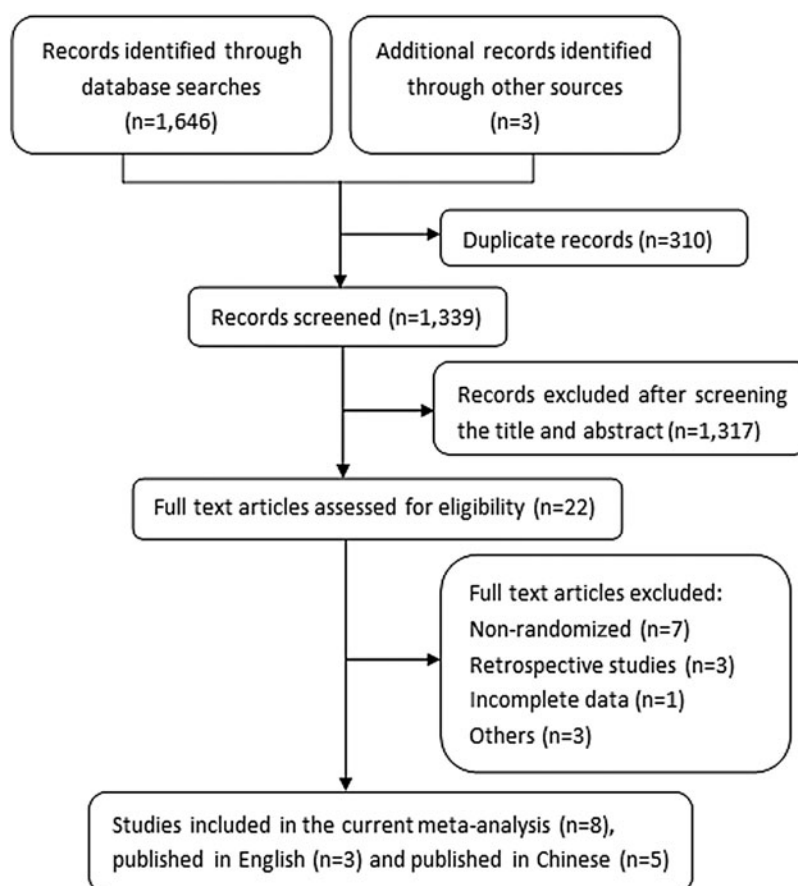 Records identified through
database searches
(n=1,646)
Additional records identified
through other sources
(n=3)
Duplicate records (n=310)
Records screened (n=1,339)
Records excluded after screening
the title and abstract (n=1,317)
Full text articles assessed for eligibility (n=22)
Full text articles excluded:
Non-randomized (n=7)
Retrospective studies (n=3)
Incomplete data (n=1)
Others (n=3)
Studies included in the current meta-analysis (n=8),
published in English (n=3) and published in Chinese (n=5)